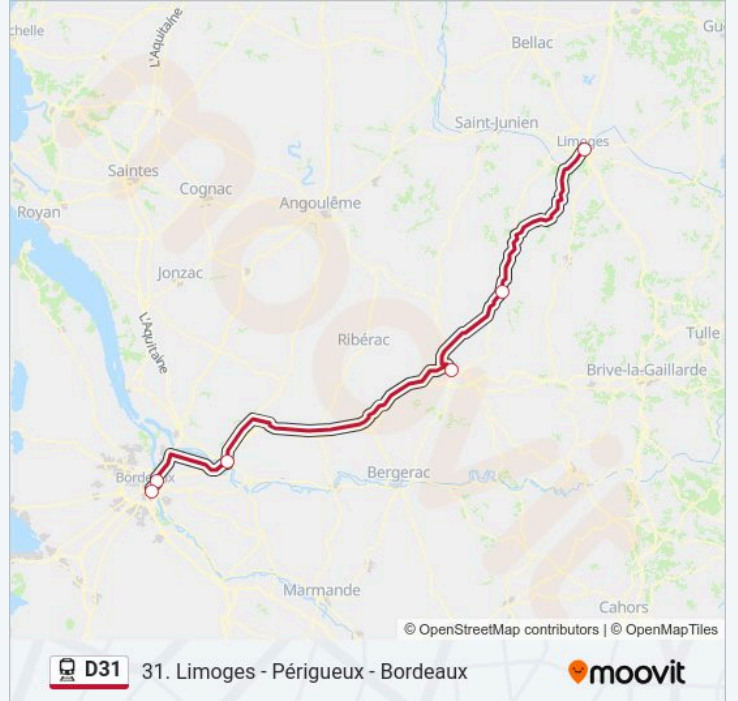 chelle
L'Aquitaine
Bellac
Gu
Saint-Junien
Limoges
Saintes
Cognac
Royan
Angoulême
Jonzac
L'Aquitaine
Ribérac
Tulle
Brive-la-Gaillarde
Bordeaux
Bergerac
Marmande
Cahors
moovit
© OpenStreetMap contributors | © OpenMapTiles
D31 31. Limoges - Périgueux - Bordeaux moovit